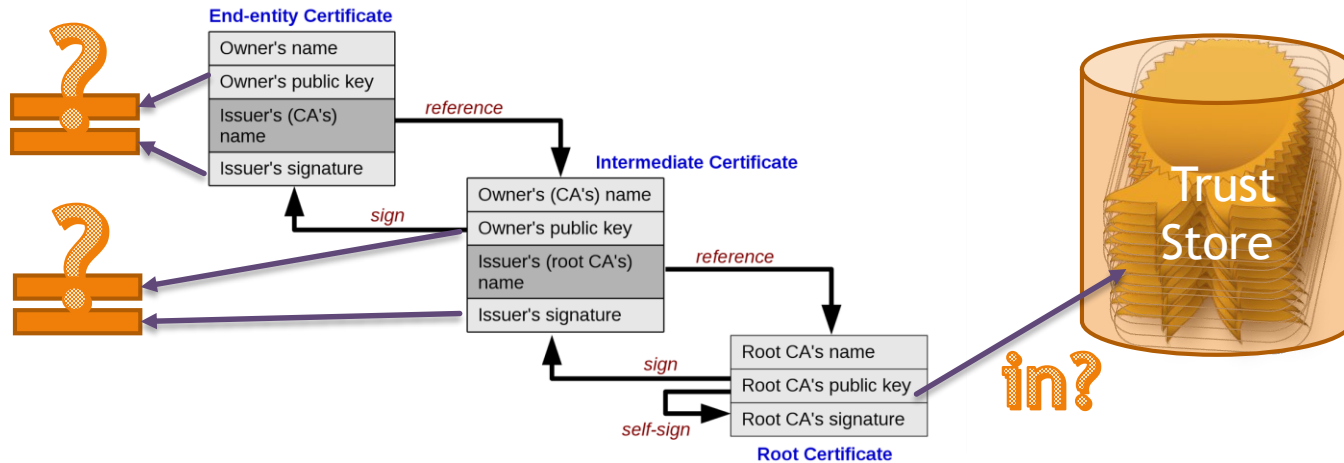 End-entity Certificate
Owner's name
Owner's public key
Issuer's (CA's)
name
Issuer's signature
?
=
reference
sign
Intermediate Certificate
Owner's (CA's) name
Owner's public key
Issuer's (root CA's)
name
Issuer's signature
?
=
reference
sign
self-sign
Root CA's name
Root CA's public key
Root CA's signature
Root Certificate
in?
Trust
Store